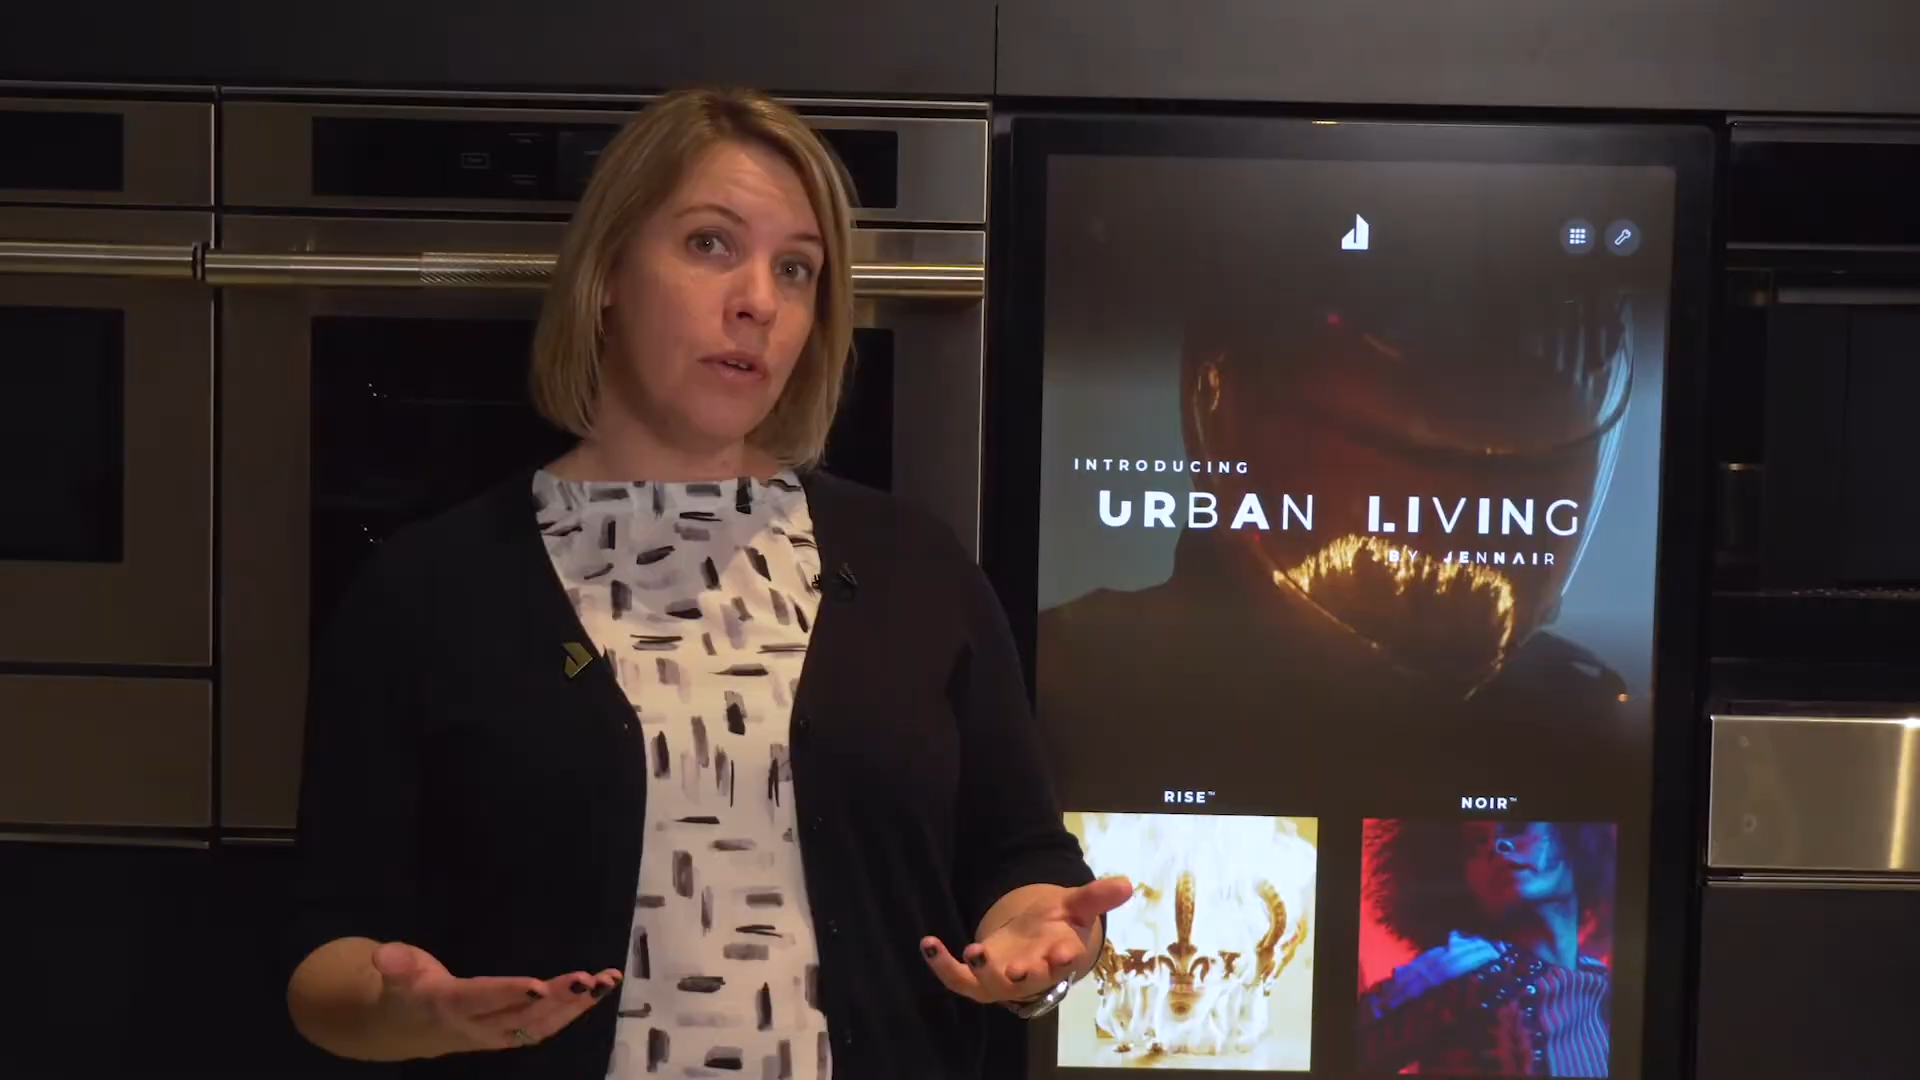 INTRODUCING
URBAN LIVING
BY JENNAIR
RISE™
NOIR™